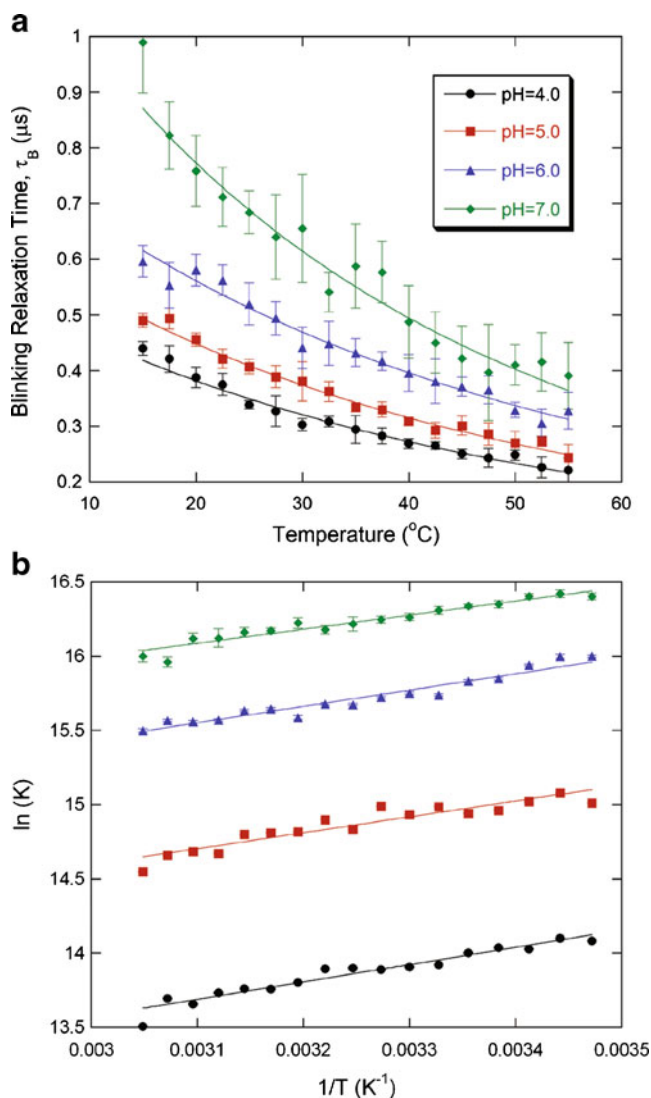 a
1
0.9
0.8
0.7
0.6
0.5
0.4
0.3
0.2
Blinking Relaxation Time, τ_B (μs)
pH=4.0
pH=5.0
pH=6.0
pH=7.0
10 20 30 40 50 60
Temperature (°C)
b
16.5
16
15.5
15
14.5
14
13.5
ln (K)
0.003 0.0031 0.0032 0.0033 0.0034 0.0035
1/T (K⁻¹)